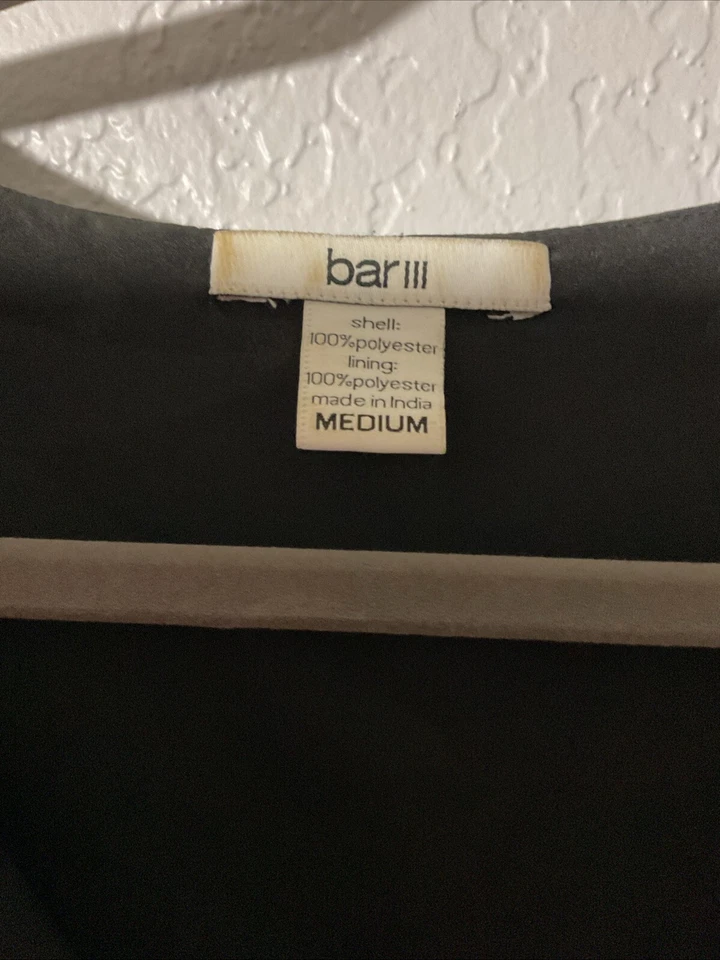 bar III
shell:
100%polyester
lining:
100%polyester
made in India
MEDIUM